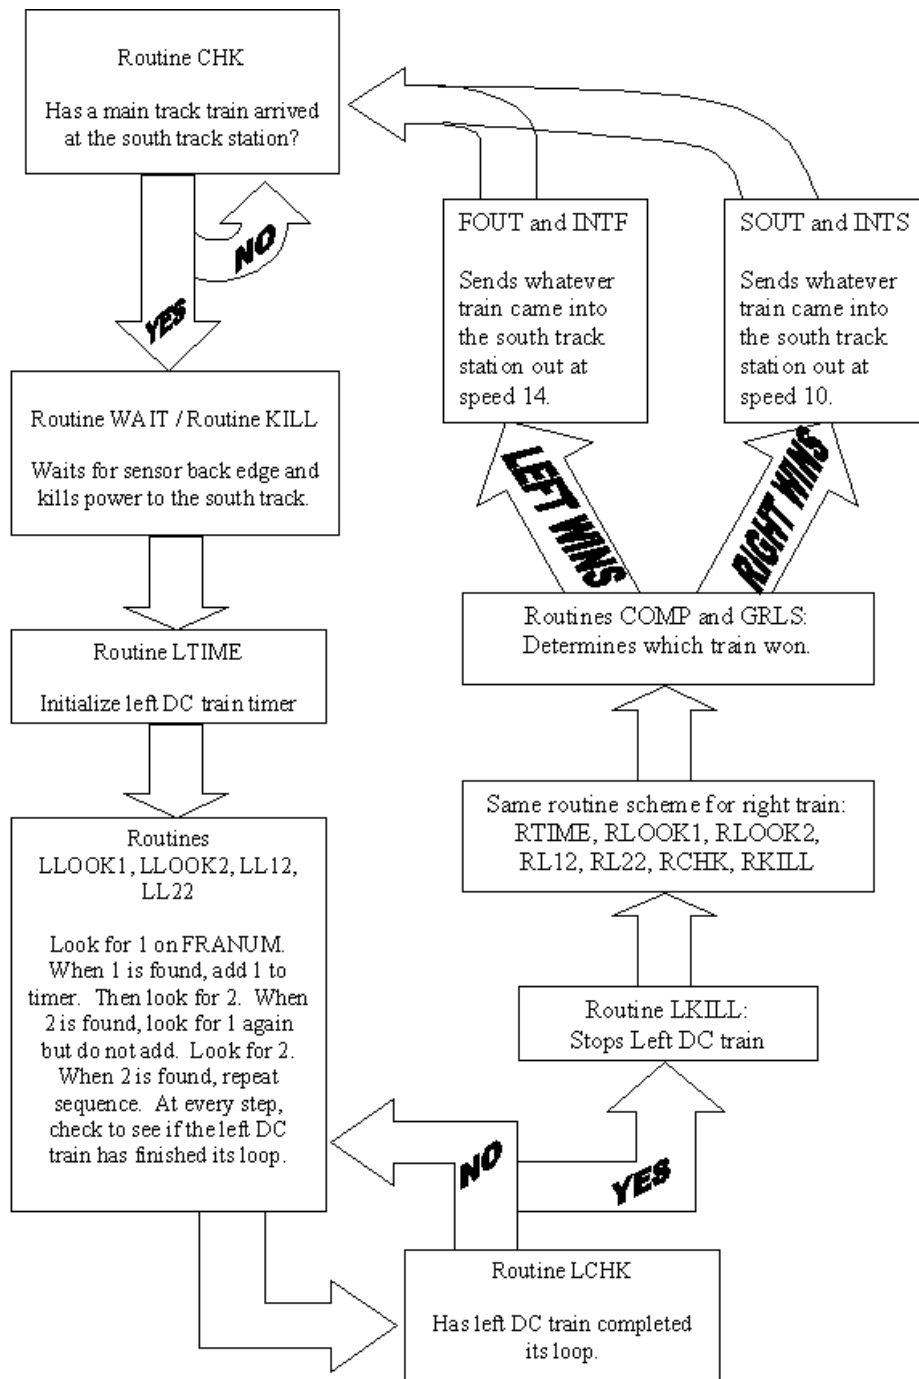 Routine CHK
Has a main track train arrived
at the south track station?
NO
YES
Routine WAIT / Routine KILL
Waits for sensor back edge and
kills power to the south track.
Routine LTIME
Initialize left DC train timer
Routines
LLOOK1, LLOOK2, LL12,
LL22
Look for 1 on FRANUM.
When 1 is found, add 1 to
timer. Then look for 2. When
2 is found, look for 1 again
but do not add. Look for 2.
When 2 is found, repeat
sequence. At every step,
check to see if the left DC
train has finished its loop.
Routine LCHK
Has left DC train completed
its loop.
NO
YES
Routine LKILL:
Stops Left DC train
Same routine scheme for right train:
RTIME, RLOOK1, RLOOK2,
RL12, RL22, RCHK, RKILL
Routines COMP and GRLS:
Determines which train won.
LEFT WINS
RIGHT WINS
FOUT and INTF
Sends whatever
train came into
the south track
station out at
speed 14.
SOUT and INTS
Sends whatever
train came into
the south track
station out at
speed 10.